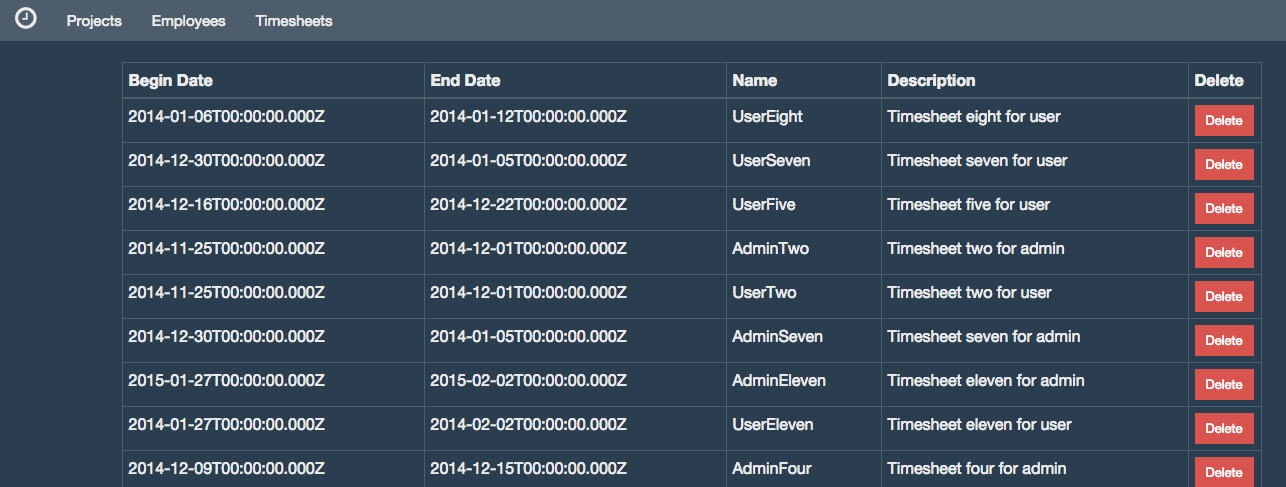 Projects Employees Timesheets
Begin Date End Date Name Description Delete
2014-01-06T00:00:00.000Z 2014-01-12T00:00:00.000Z UserEight Timesheet eight for user Delete
2014-12-30T00:00:00.000Z 2014-01-05T00:00:00.000Z UserSeven Timesheet seven for user Delete
2014-12-16T00:00:00.000Z 2014-12-22T00:00:00.000Z UserFive Timesheet five for user Delete
2014-11-25T00:00:00.000Z 2014-12-01T00:00:00.000Z AdminTwo Timesheet two for admin Delete
2014-11-25T00:00:00.000Z 2014-12-01T00:00:00.000Z UserTwo Timesheet two for user Delete
2014-12-30T00:00:00.000Z 2014-01-05T00:00:00.000Z AdminSeven Timesheet seven for admin Delete
2015-01-27T00:00:00.000Z 2015-02-02T00:00:00.000Z AdminEleven Timesheet eleven for admin Delete
2014-01-27T00:00:00.000Z 2014-02-02T00:00:00.000Z UserEleven Timesheet eleven for user Delete
2014-12-09T00:00:00.000Z 2014-12-15T00:00:00.000Z AdminFour Timesheet four for admin Delete